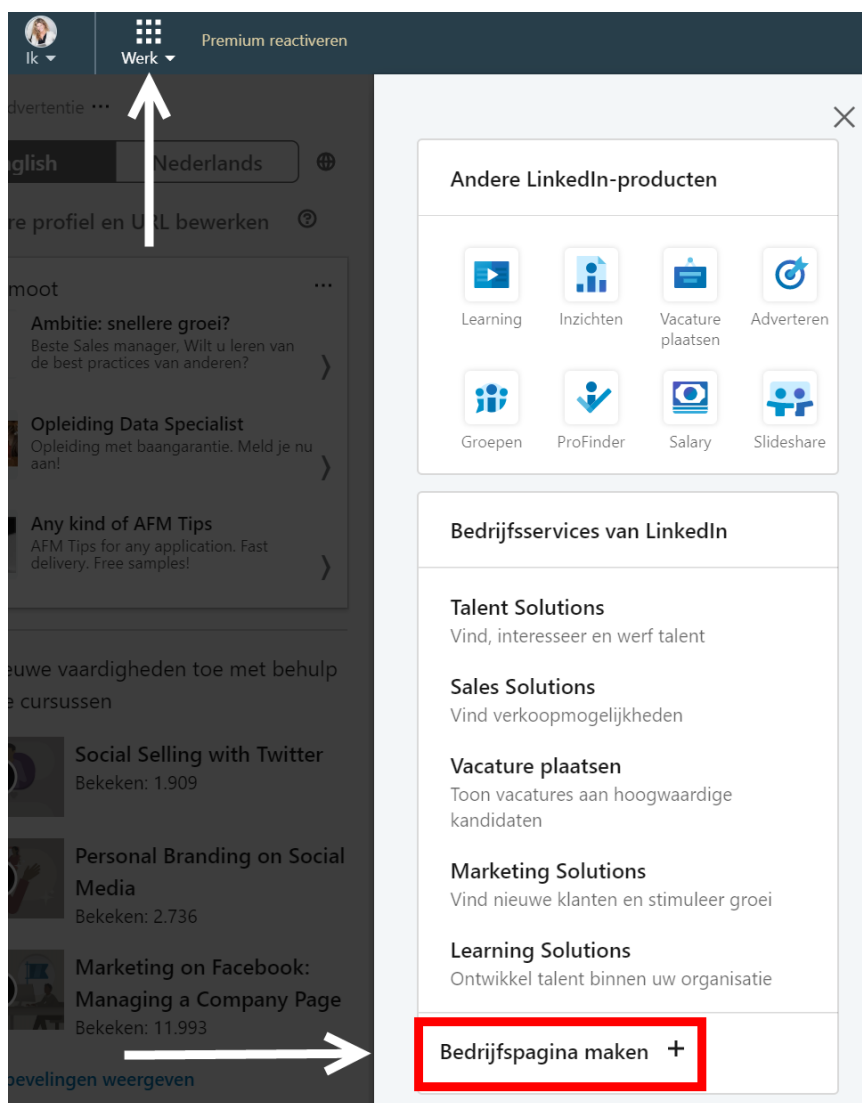 Ik
Werk
Premium reactiveren
dvertentie ...
nglish
Nederlands
re profiel en URL bewerken
moot
...
Ambitie: snellere groei?
Beste Sales manager, Wilt u leren van
de best practices van anderen?
Opleiding Data Specialist
Opleiding met baangarantie. Meld je nu
aan!
Any kind of AFM Tips
AFM Tips for any application. Fast
delivery. Free samples!
euwe vaardigheden toe met behulp
e cursussen
Social Selling with Twitter
Bekeken: 1.909
Personal Branding on Social
Media
Bekeken: 2.736
Marketing on Facebook:
Managing a Company Page
Bekeken: 11.993
bevelingen weergeven
Andere LinkedIn-producten
Learning
Inzichten
Vacature
plaatsen
Adverteren
Groepen
ProFinder
Salary
Slideshare
Bedrijfsservices van LinkedIn
Talent Solutions
Vind, interesseer en werf talent
Sales Solutions
Vind verkoopmogelijkheden
Vacature plaatsen
Toon vacatures aan hoogwaardige
kandidaten
Marketing Solutions
Vind nieuwe klanten en stimuleer groei
Learning Solutions
Ontwikkel talent binnen uw organisatie
Bedrijfspagina maken +